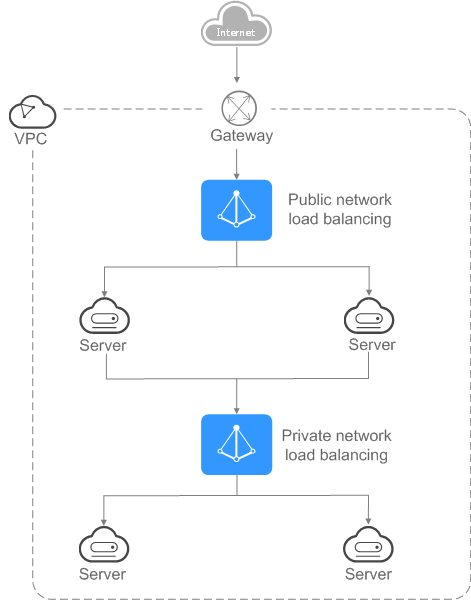 Internet
VPC
Gateway
Public network
load balancing
Server
Server
Private network
load balancing
Server
Server